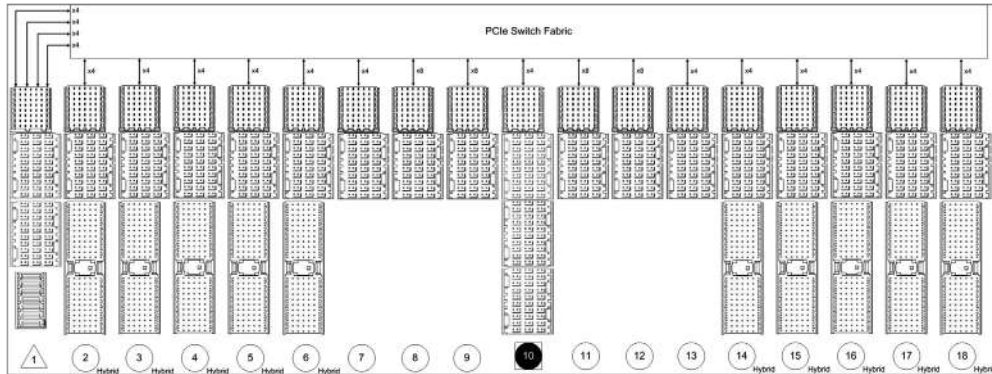 x4
x4
x4
x4
PCIe Switch Fabric
x4 x4 x4 x4 x4 x4 x8 x8 x4 x8 x8 x4 x4 x4 x4 x4 x4
1 2 3 4 5 6 7 8 9 10 11 12 13 14 15 16 17 18
Hybrid Hybrid Hybrid Hybrid Hybrid Hybrid Hybrid Hybrid Hybrid Hybrid